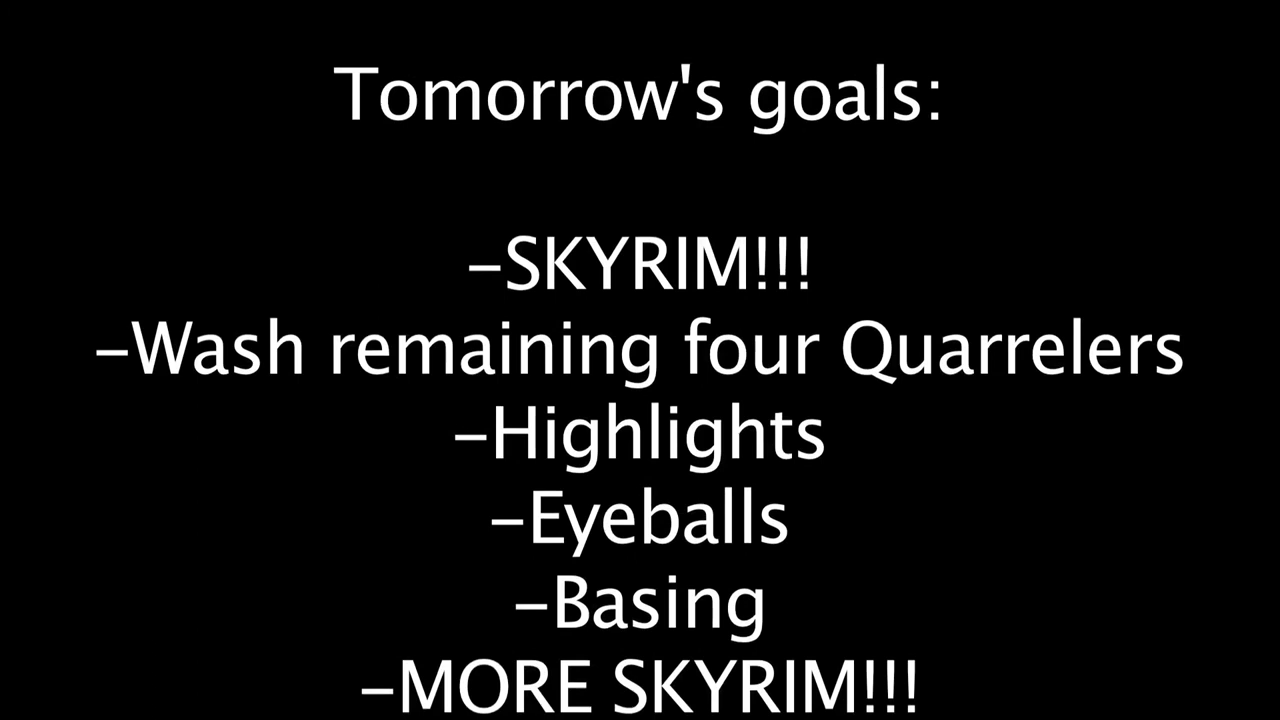 Tomorrow's goals:
-SKYRIM!!!
-Wash remaining four Quarrelers
-Highlights
-Eyeballs
-Basing
-MORE SKYRIM!!!